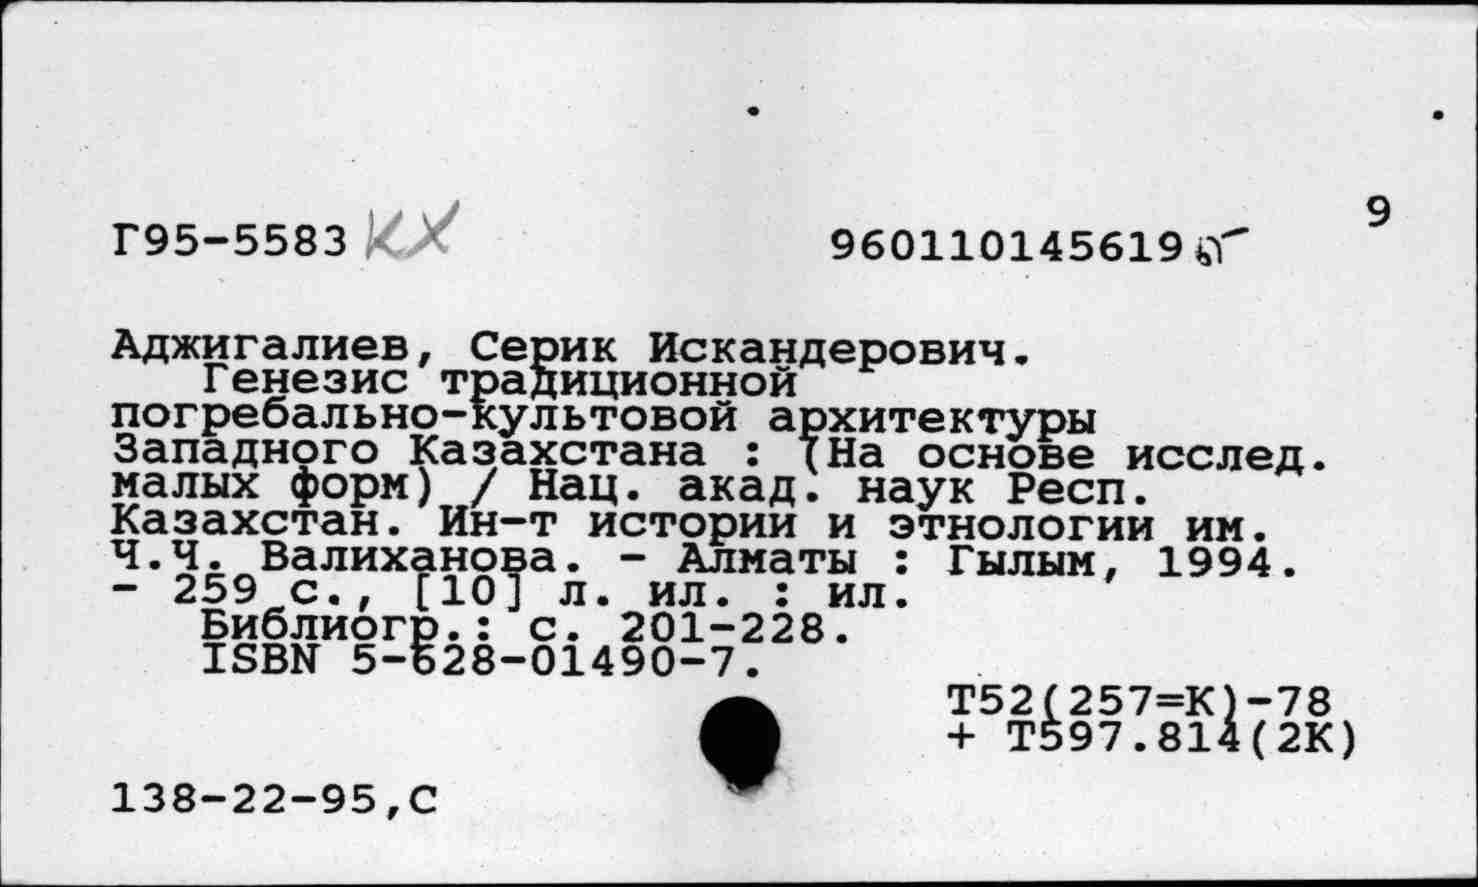 9
Г95-5583 КХ 960110145619
Аджигалиев, Серик Искандерович.
Генезис традиционной
погребально-культовой архитектуры
Западного Казахстана : (На основе исслед.
малых форм) / Нац. акад. наук Респ.
Казахстан. Ин-т истории и этнологии им.
Ч.Ч. Валиханова. - Алматы : Гылым, 1994.
- 259 с., [10] л. ил. : ил.
Библиогр.: с. 201-228.
ISBN 5-628-01490-7.
Т52(257=К)-78
+ Т597.814(2К)
138-22-95,С